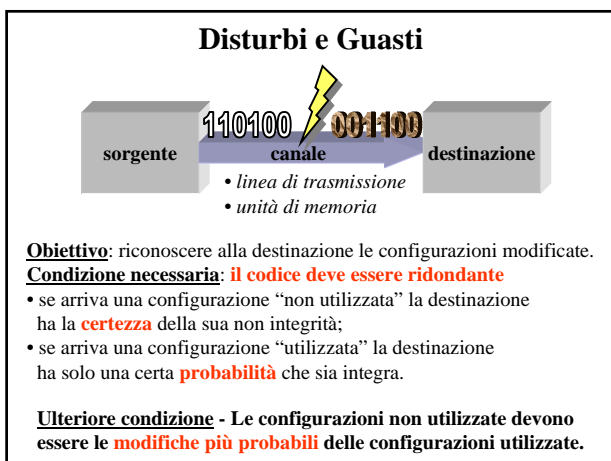 Disturbi e Guasti
110100 001100
sorgente canale destinazione
• linea di trasmissione
• unità di memoria
Obiettivo: riconoscere alla destinazione le configurazioni modificate.
Condizione necessaria: il codice deve essere ridondante
• se arriva una configurazione “non utilizzata” la destinazione
ha la certezza della sua non integrità;
• se arriva una configurazione “utilizzata” la destinazione
ha solo una certa probabilità che sia integra.
Ulteriore condizione - Le configurazioni non utilizzate devono
essere le modifiche più probabili delle configurazioni utilizzate.